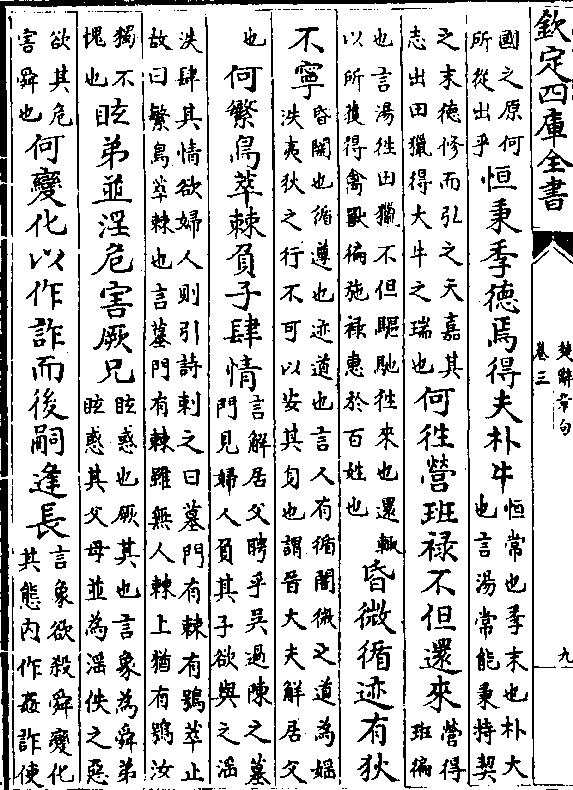 欽定四庫全書
楚辭章句
卷三
九
國之原何
所從出乎
恒秉季德焉得夫朴牛
恒常也季末也朴大
也言湯常能秉持契
之末德修而引之天嘉其
志出田獵得大牛之瑞也
何徃營班祿不但還來
營得
班徧
也言湯徃田獵不但驅馳徃來也還輒
以所獲得禽獸徧施祿惠於百姓也
昏微循迹有狄
不寧
昏闇也循遵也迹道也言人有循闇微之道為婬
泆夷狄之行不可以安其身也謂晉大夫解居父
也
何繁鳥萃棘負子肆情
言解居父聘乎吳過陳之墓
門見婦人負其子欲與之淫
泆肆其情欲婦人則引詩刺之曰墓門有棘有鴞萃止
故曰繁鳥萃棘也言墓門有棘雖無人棘上猶有鴞汝
獨不
愧也
眩弟並淫危害厥兄
眩惑也厥其也言象為舜弟
眩惑其父母並為淫佚之惡
欲其危
害舜也
何變化以作詐而後嗣逢長
言象欲殺舜變化
其態内作姦詐使